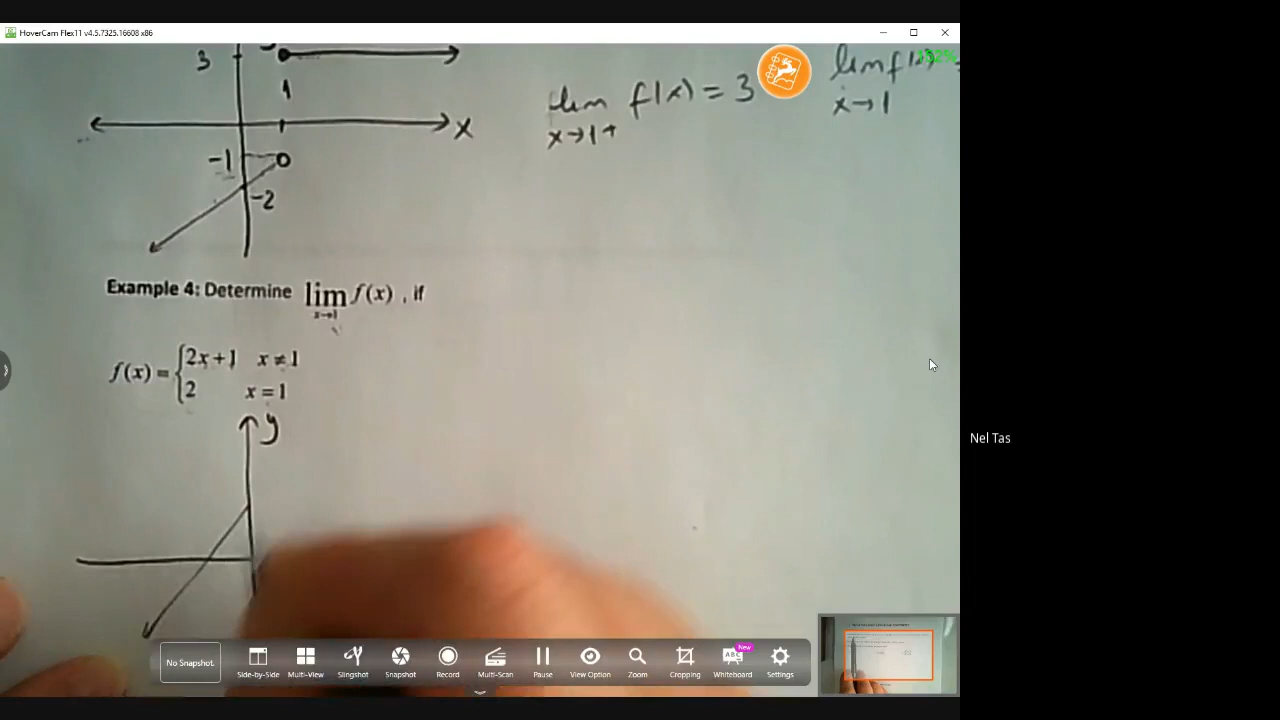 HoverCam Flex11 v4.5.7325.16608 x86
3
1
x
-1
-2
lim f(x) = 3
x→1+
lim f(x) =
x→1
162%
Example 4: Determine lim f(x) , if
x→1
f(x) = { 2x+1 x ≠ 1
2 x = 1
y
Nel Tas
No Snapshot.
Side-by-Side Multi-View Slingshot Snapshot Record Multi-Scan Pause View Option Zoom Cropping Whiteboard Settings
ABC
New